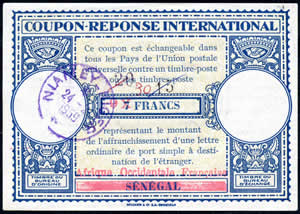 COUPON-REPONSE INTERNATIONAL
Ce coupon est échangeable dans
tous les Pays de l'Union postale
universelle contre un timbre-poste
ou des timbres-poste
FRANCS
représentant le montant de
l'affranchissement d'une lettre
ordinaire de port simple à desti-
nation de l'étranger.
Afrique Occidentale Française
SÉNÉGAL
NIAMEY
24
TIMBRE DU
BUREAU
D'ORIGINE
TIMBRE DU
BUREAU
D'ÉCHANGE